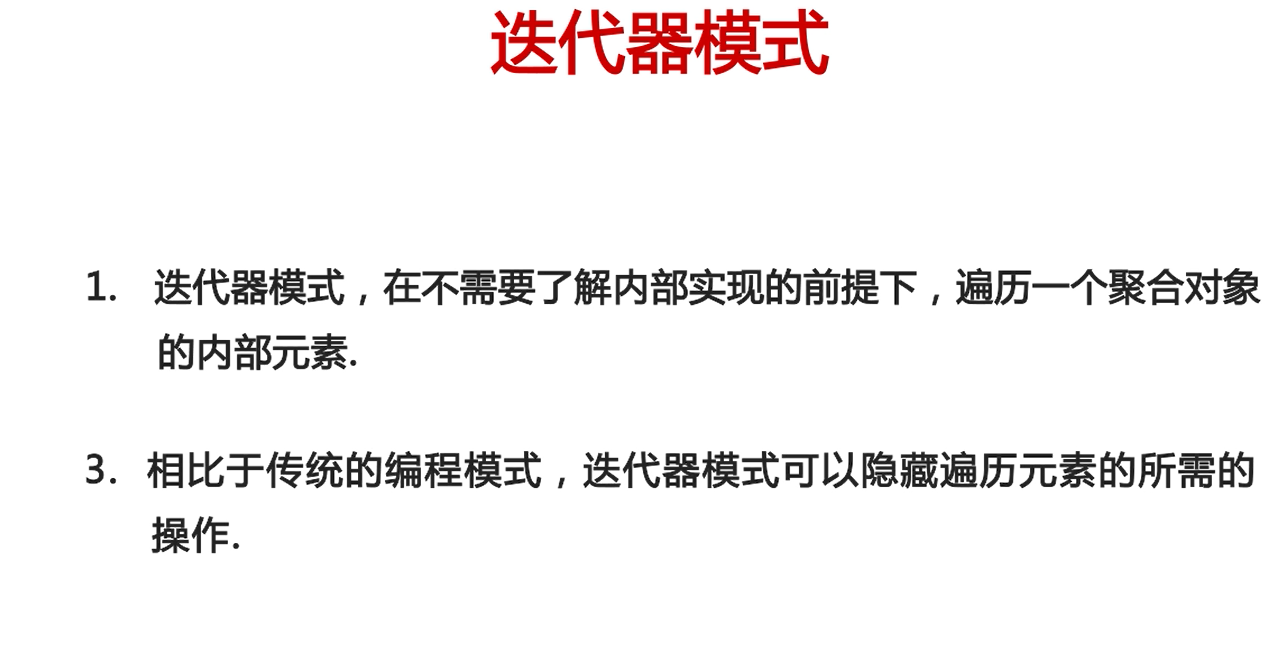 迭代器模式
1. 迭代器模式，在不需要了解内部实现的前提下，遍历一个聚合对象
的内部元素.
3. 相比于传统的编程模式，迭代器模式可以隐藏遍历元素的所需的
操作.